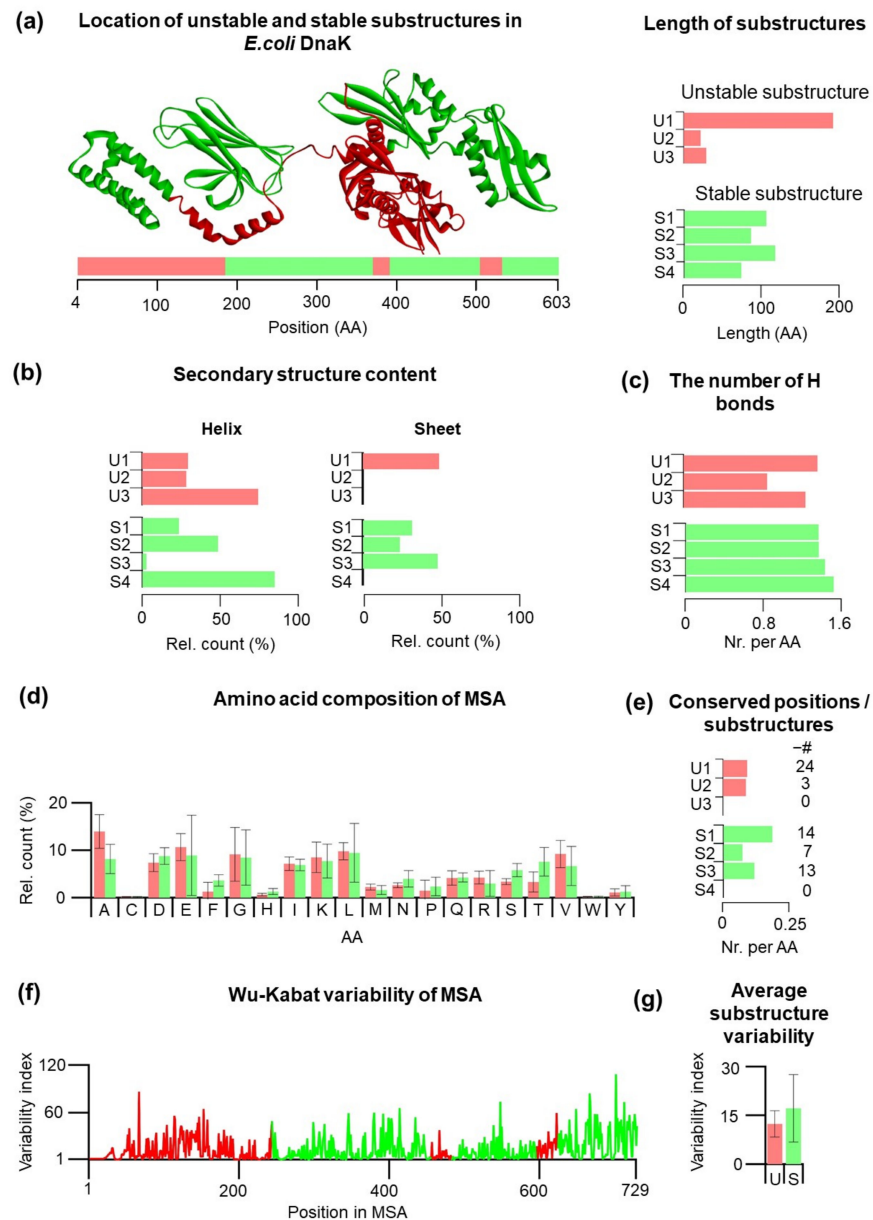 (a)
Location of unstable and stable substructures in
E.coli DnaK
4
100
200
300
400
500
603
Position (AA)
Length of substructures
Unstable substructure
U1
U2
U3
Stable substructure
S1
S2
S3
S4
0
100
200
Length (AA)
(b)
Secondary structure content
Helix
U1
U2
U3
S1
S2
S3
S4
0
50
100
Rel. count (%)
Sheet
U1
U2
U3
S1
S2
S3
S4
0
50
100
Rel. count (%)
(c)
The number of H
bonds
U1
U2
U3
S1
S2
S3
S4
0
0.8
1.6
Nr. per AA
(d)
Amino acid composition of MSA
Rel. count (%)
20
10
0
A C D E F G H I K L M N P Q R S T V W Y
AA
(e)
Conserved positions /
substructures
–#
U1 24
U2 3
U3 0
S1 14
S2 7
S3 13
S4 0
0
0.25
Nr. per AA
(f)
Wu-Kabat variability of MSA
Variability index
120
60
1
1
200
400
600
729
Position in MSA
(g)
Average
substructure
variability
Variability index
30
15
0
U S